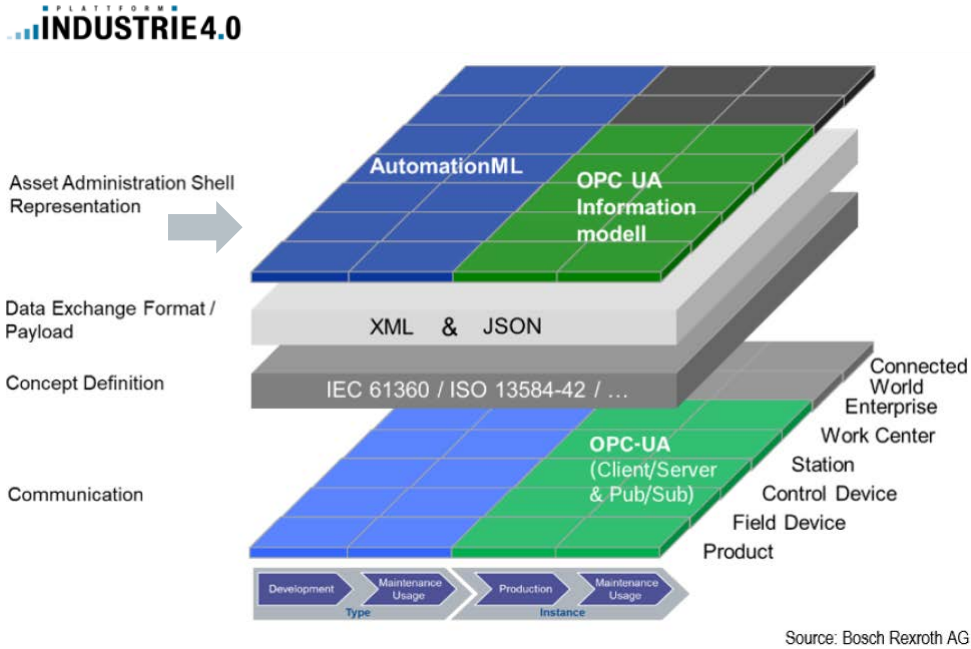 PLATTFORM
INDUSTRIE4.0
Asset Administration Shell
Representation
AutomationML
OPC UA
Information
modell
Data Exchange Format /
Payload
XML & JSON
Concept Definition
IEC 61360 / ISO 13584-42 / ...
Communication
OPC-UA
(Client/Server
& Pub/Sub)
Connected
World
Enterprise
Work Center
Station
Control Device
Field Device
Product
Development
Maintenance
Usage
Production
Maintenance
Usage
Type
Instance
Source: Bosch Rexroth AG